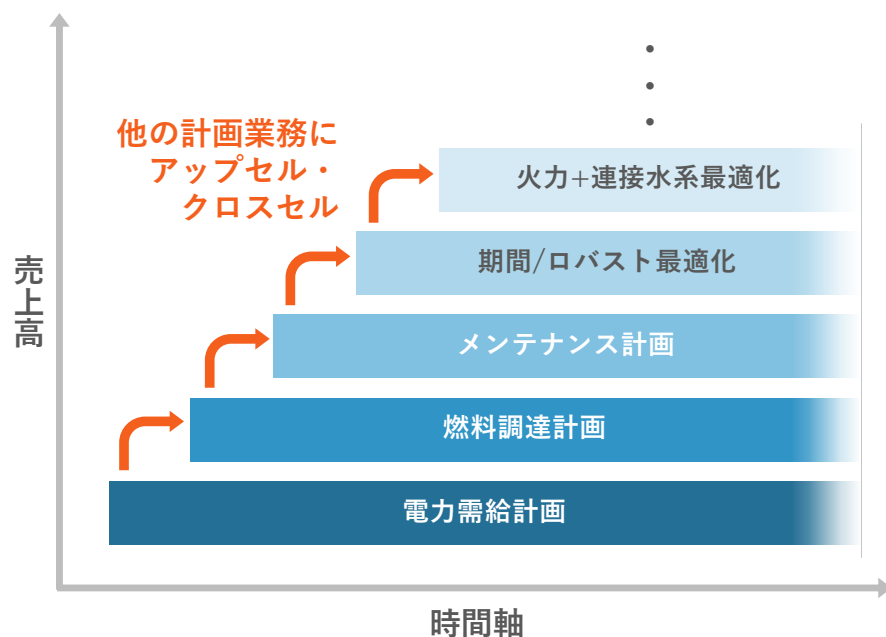 他の計画業務に
アップセル・
クロスセル
火力+連接水系最適化
期間/ロバスト最適化
メンテナンス計画
燃料調達計画
電力需給計画
売上高
時間軸